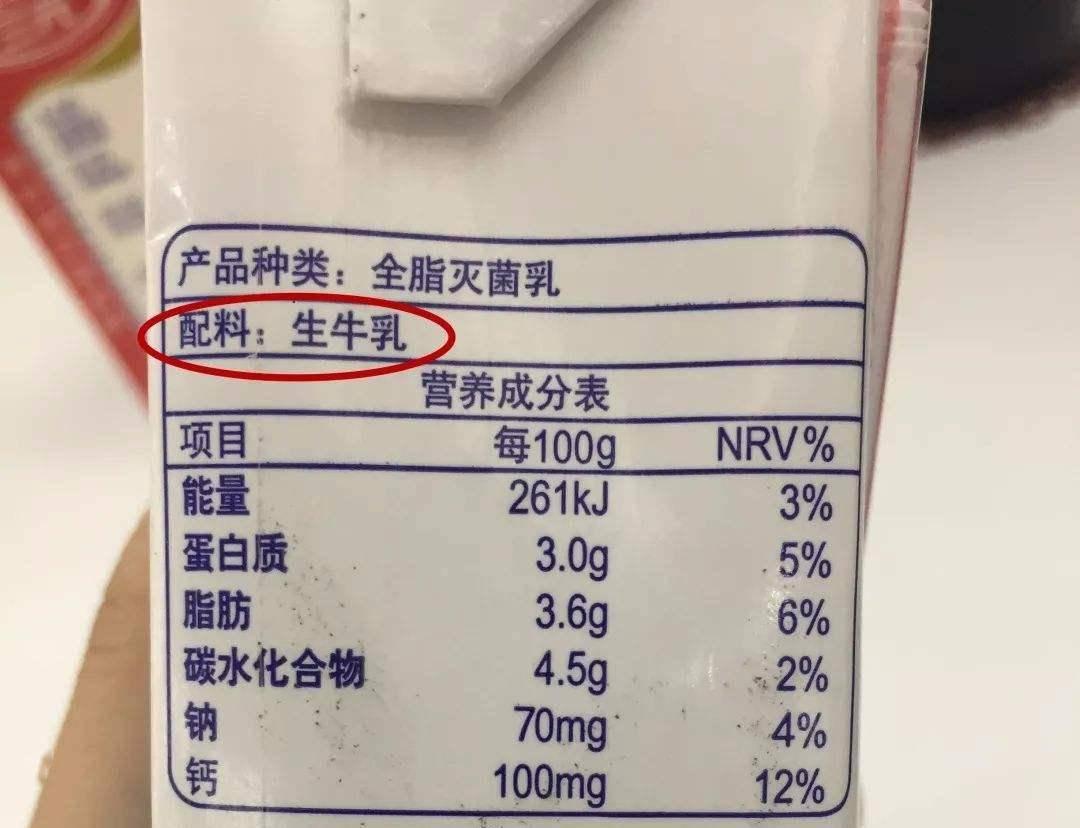 产品种类：全脂灭菌乳
配料：生牛乳
营养成分表
项目 每100g NRV%
能量 261kJ 3%
蛋白质 3.0g 5%
脂肪 3.6g 6%
碳水化合物 4.5g 2%
钠 70mg 4%
钙 100mg 12%